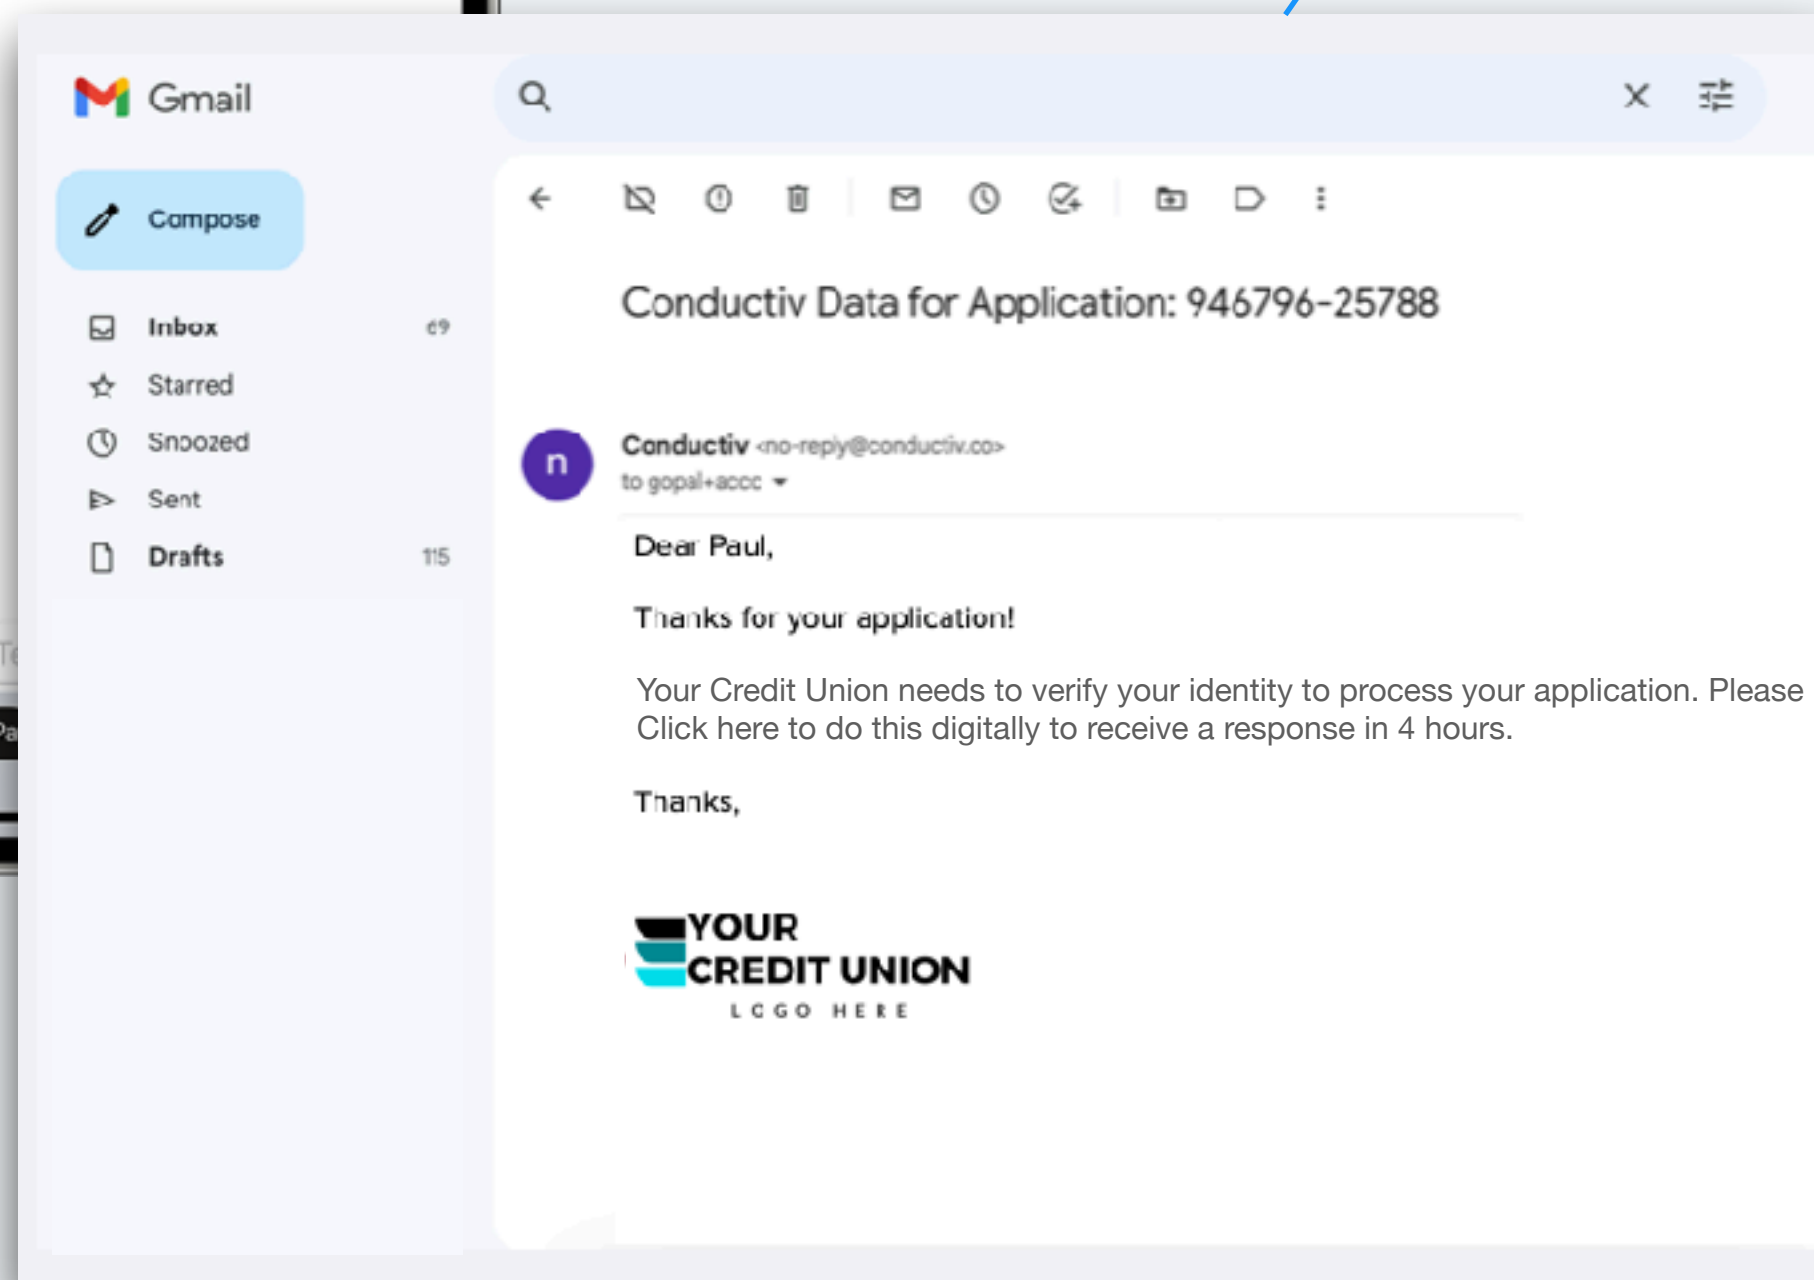 Gmail
Compose
Inbox 69
Starred
Snoozed
Sent
Drafts 115
Conductiv Data for Application: 946796-25788
n
Conductiv <no-reply@conductiv.co>
to gopal+accc
Dear Paul,
Thanks for your application!
Your Credit Union needs to verify your identity to process your application. Please
Click here to do this digitally to receive a response in 4 hours.
Thanks,
YOUR
CREDIT UNION
LOGO HERE